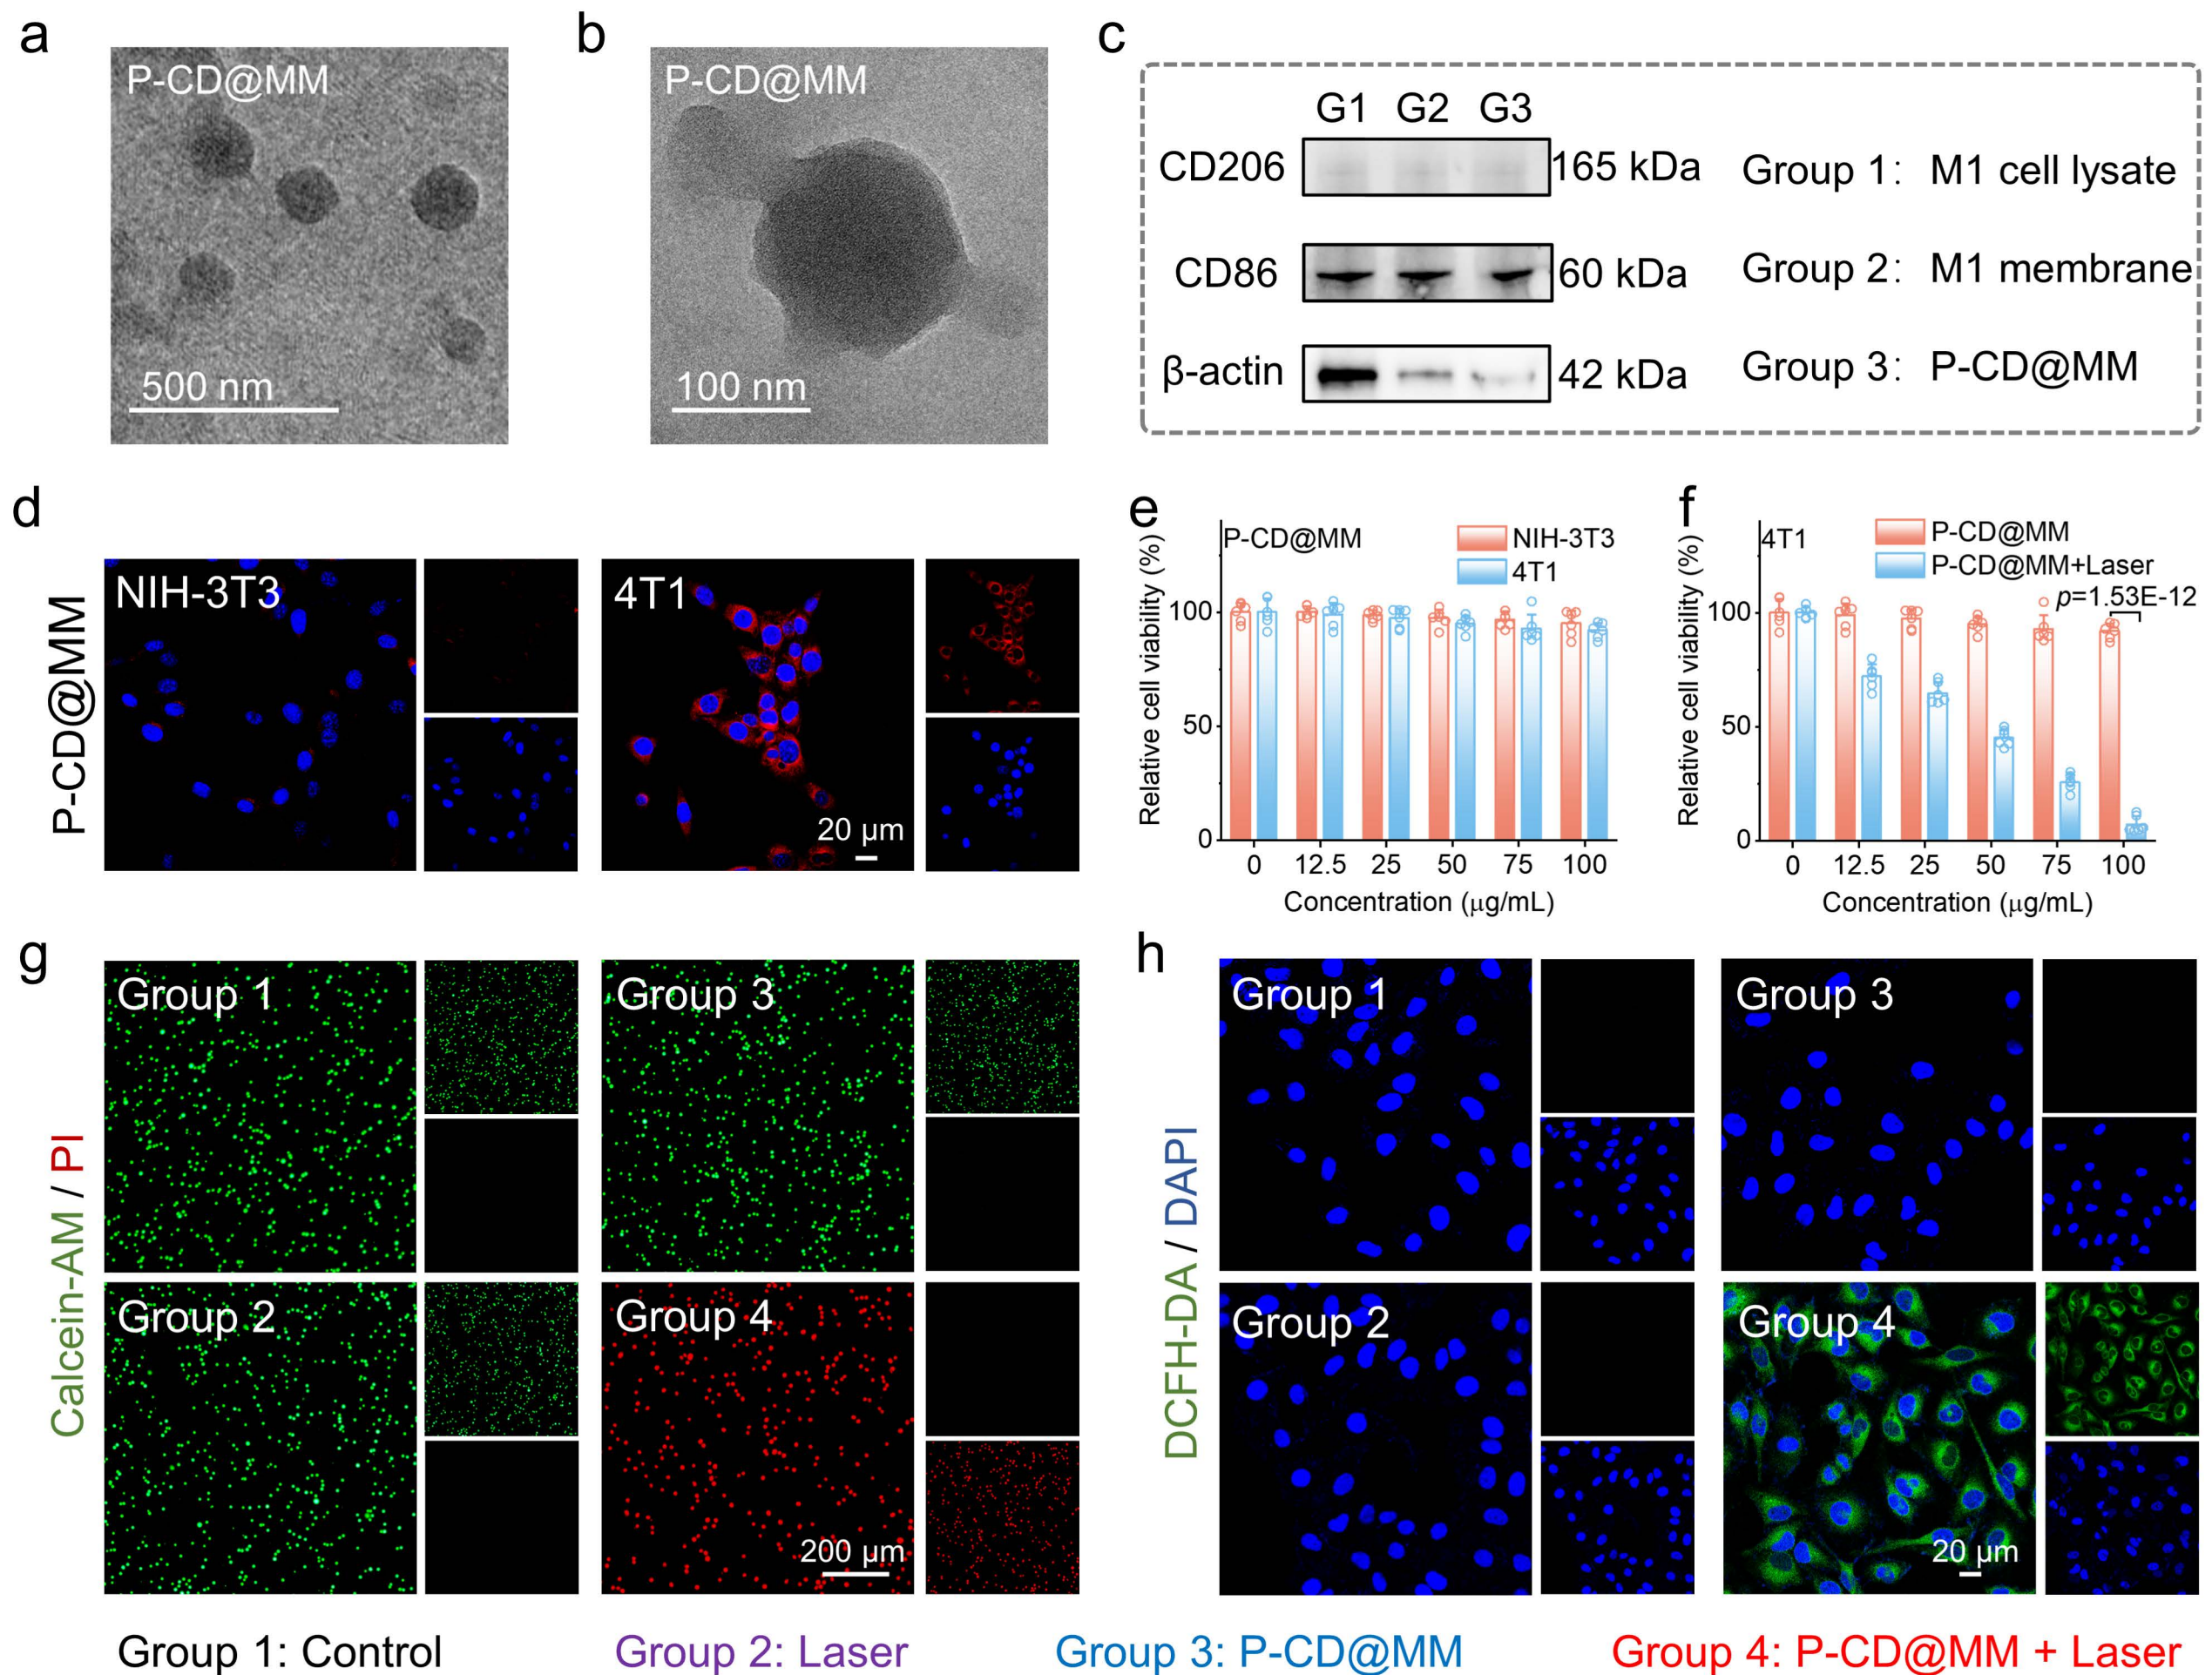 a
P-CD@MM
500 nm
b
P-CD@MM
100 nm
c
G1 G2 G3
CD206 165 kDa Group 1: M1 cell lysate
CD86 60 kDa Group 2: M1 membrane
β-actin 42 kDa Group 3: P-CD@MM
d
P-CD@MM
NIH-3T3
4T1
20 μm
e
P-CD@MM
NIH-3T3
4T1
Relative cell viability (%)
100
50
0
0 12.5 25 50 75 100
Concentration (μg/mL)
f
4T1
P-CD@MM
P-CD@MM+Laser
p=1.53E-12
Relative cell viability (%)
100
50
0
0 12.5 25 50 75 100
Concentration (μg/mL)
g
Calcein-AM / PI
Group 1
Group 3
Group 2
Group 4
200 μm
h
DCFH-DA / DAPI
Group 1
Group 3
Group 2
Group 4
20 μm
Group 1: Control Group 2: Laser Group 3: P-CD@MM Group 4: P-CD@MM + Laser